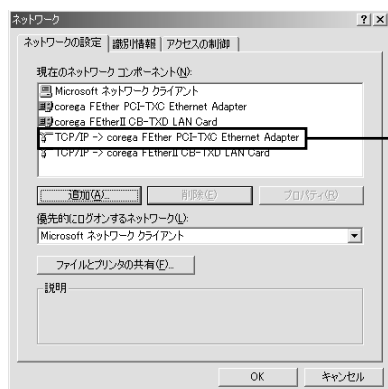 ネットワーク
ネットワークの設定 識別情報 アクセスの制御
現在のネットワーク コンポーネント(N):
Microsoft ネットワーク クライアント
corega FEther PCI-TXC Ethernet Adapter
corega FEtherII CB-TXD LAN Card
TCP/IP -> corega FEther PCI-TXC Ethernet Adapter
TCP/IP -> corega FEtherII CB-TXD LAN Card
追加(A)... 削除(E) プロパティ(R)
優先的にログオンするネットワーク(L):
Microsoft ネットワーク クライアント
ファイルとプリンタの共有(F)...
説明
OK キャンセル